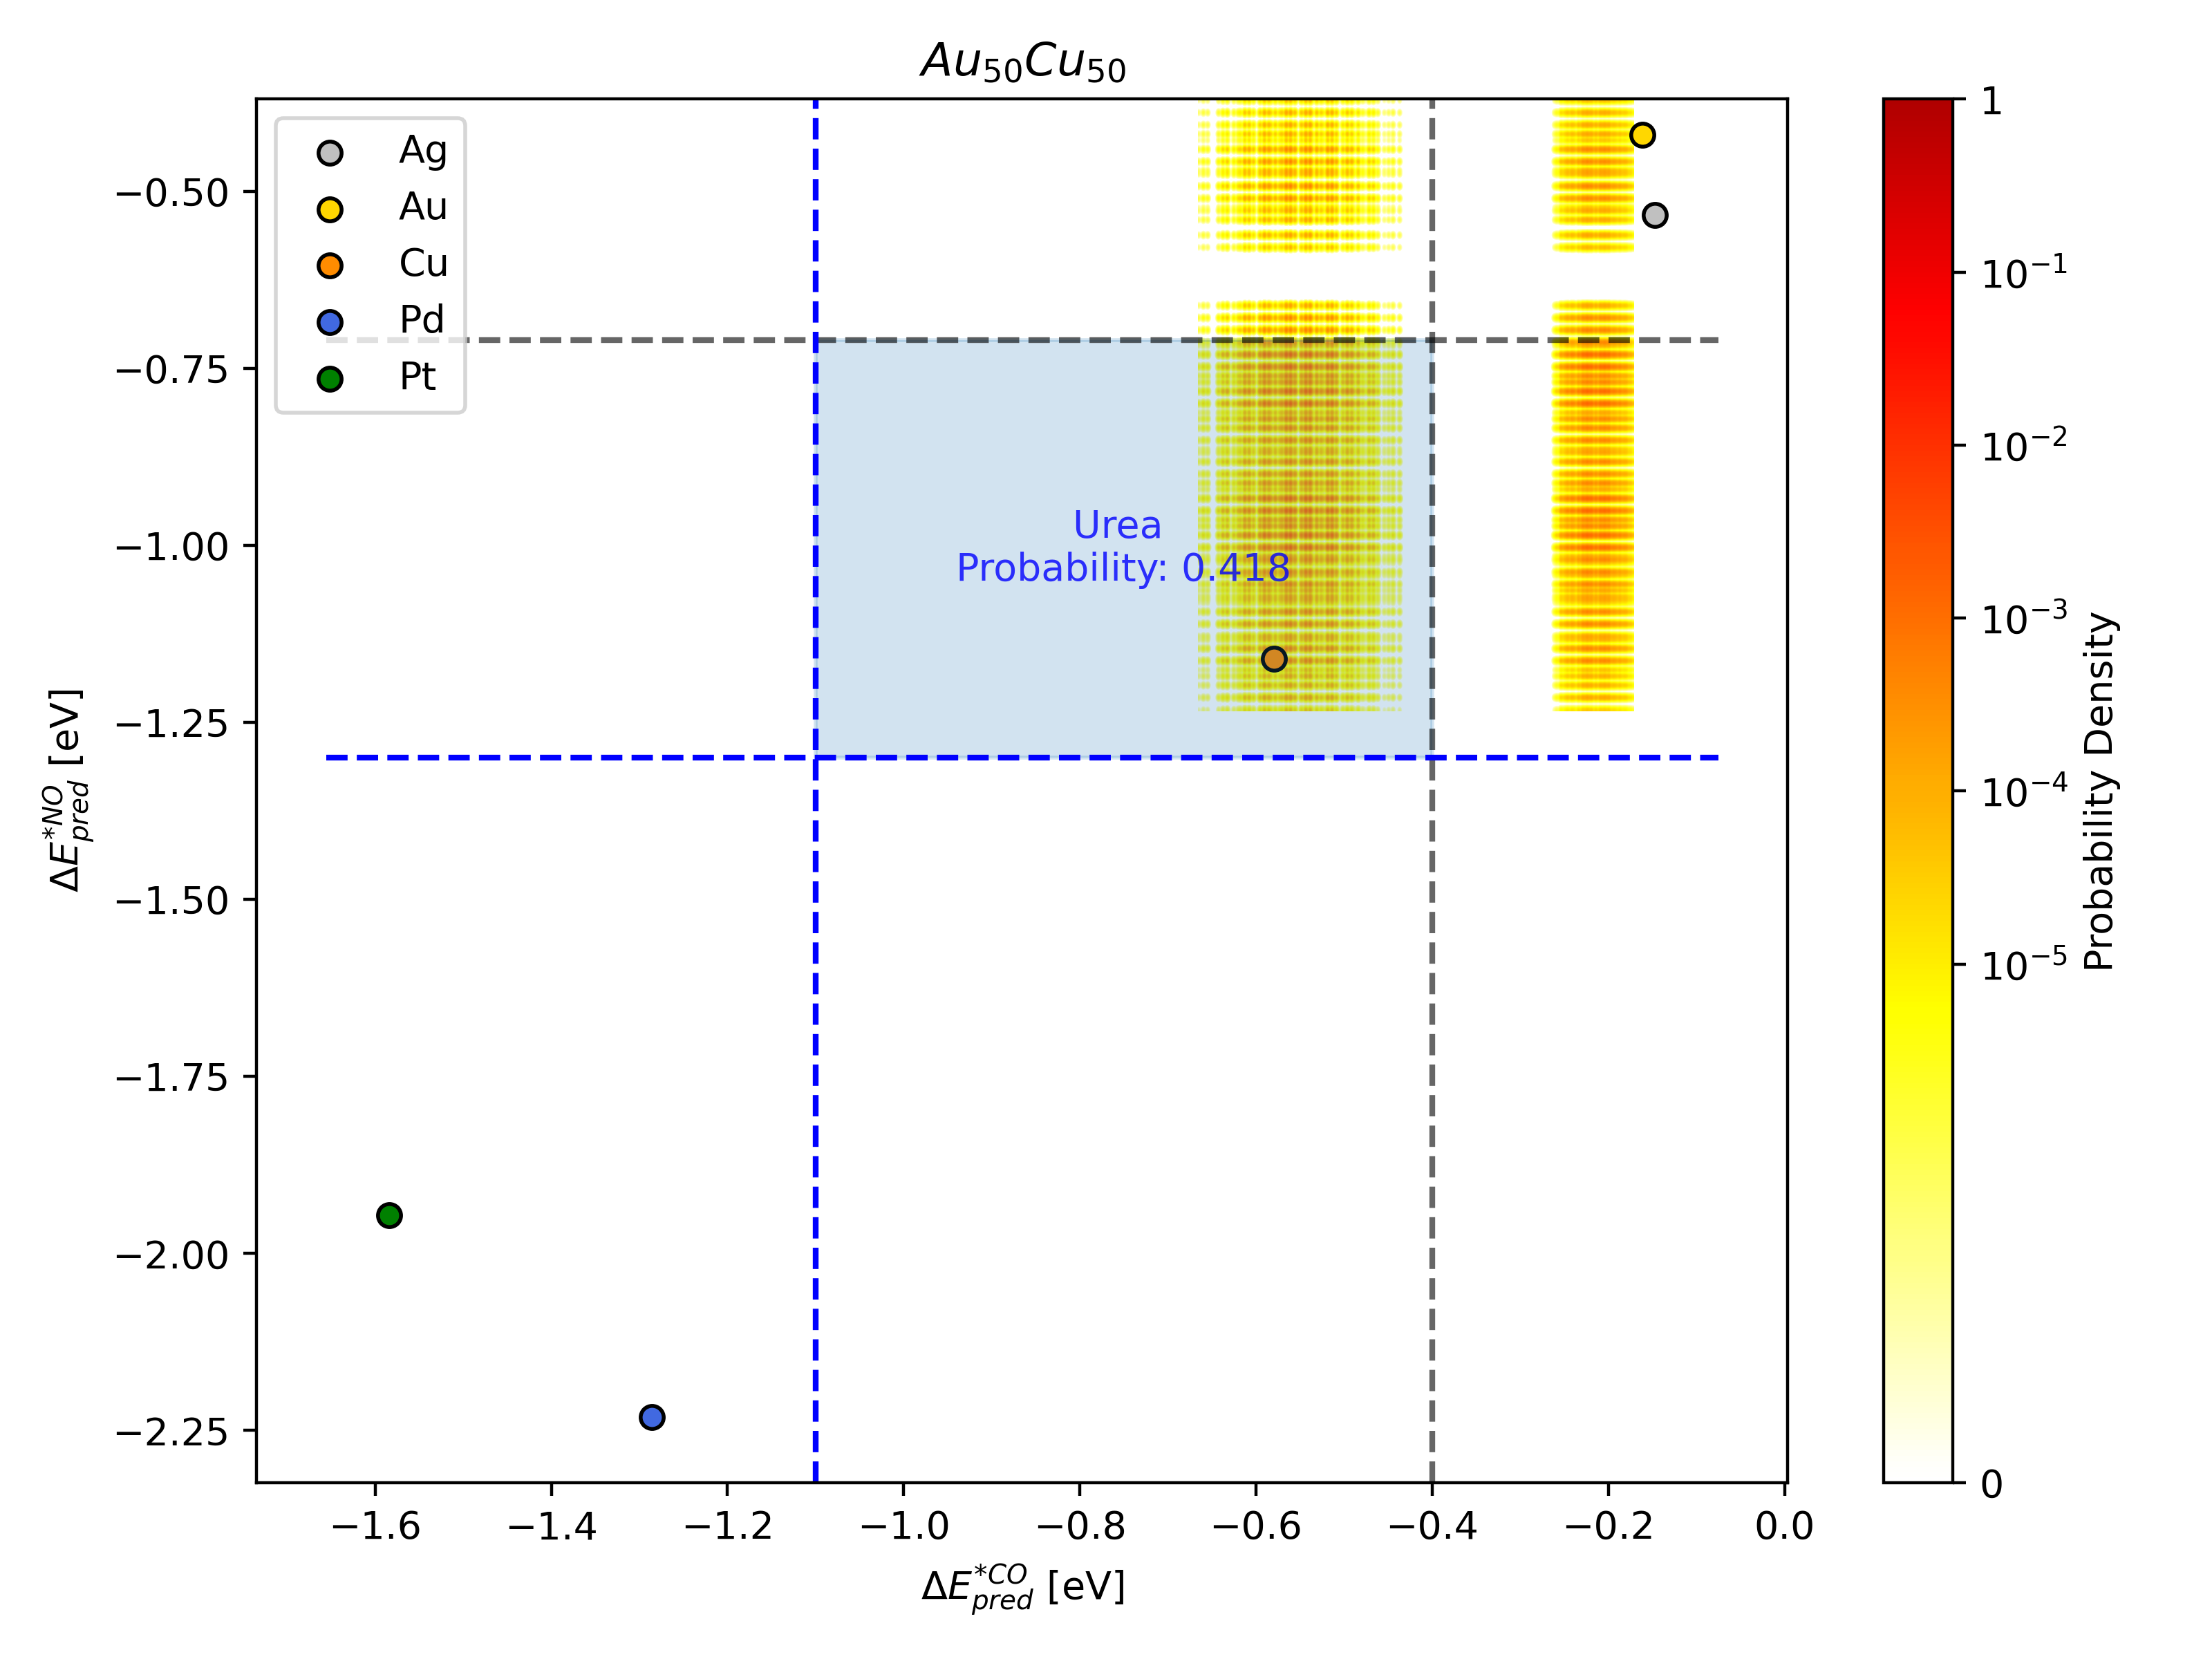 Au₅₀Cu₅₀
Ag
Au
Cu
Pd
Pt
Urea
Probability: 0.418
−0.50
−0.75
−1.00
−1.25
−1.50
−1.75
−2.00
−2.25
ΔE*NO pred [eV]
−1.6 −1.4 −1.2 −1.0 −0.8 −0.6 −0.4 −0.2 0.0
ΔE*CO pred [eV]
1
10⁻¹
10⁻²
10⁻³
10⁻⁴
10⁻⁵
0
Probability Density